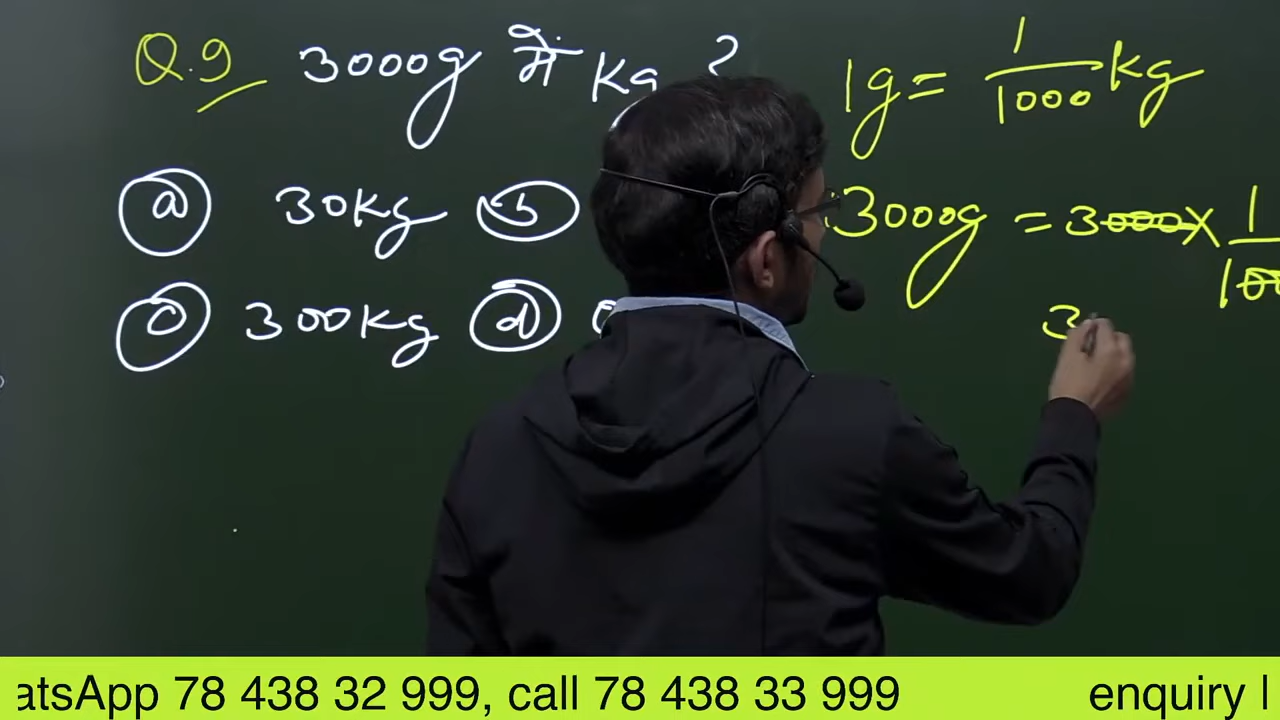 Q.9 3000g में Kg ?
(a) 30Kg (b)
(c) 300Kg (d)
1g = 1/1000 Kg
3000g = 3000 × 1/100
3
atsApp 78 438 32 999, call 78 438 33 999 enquiry